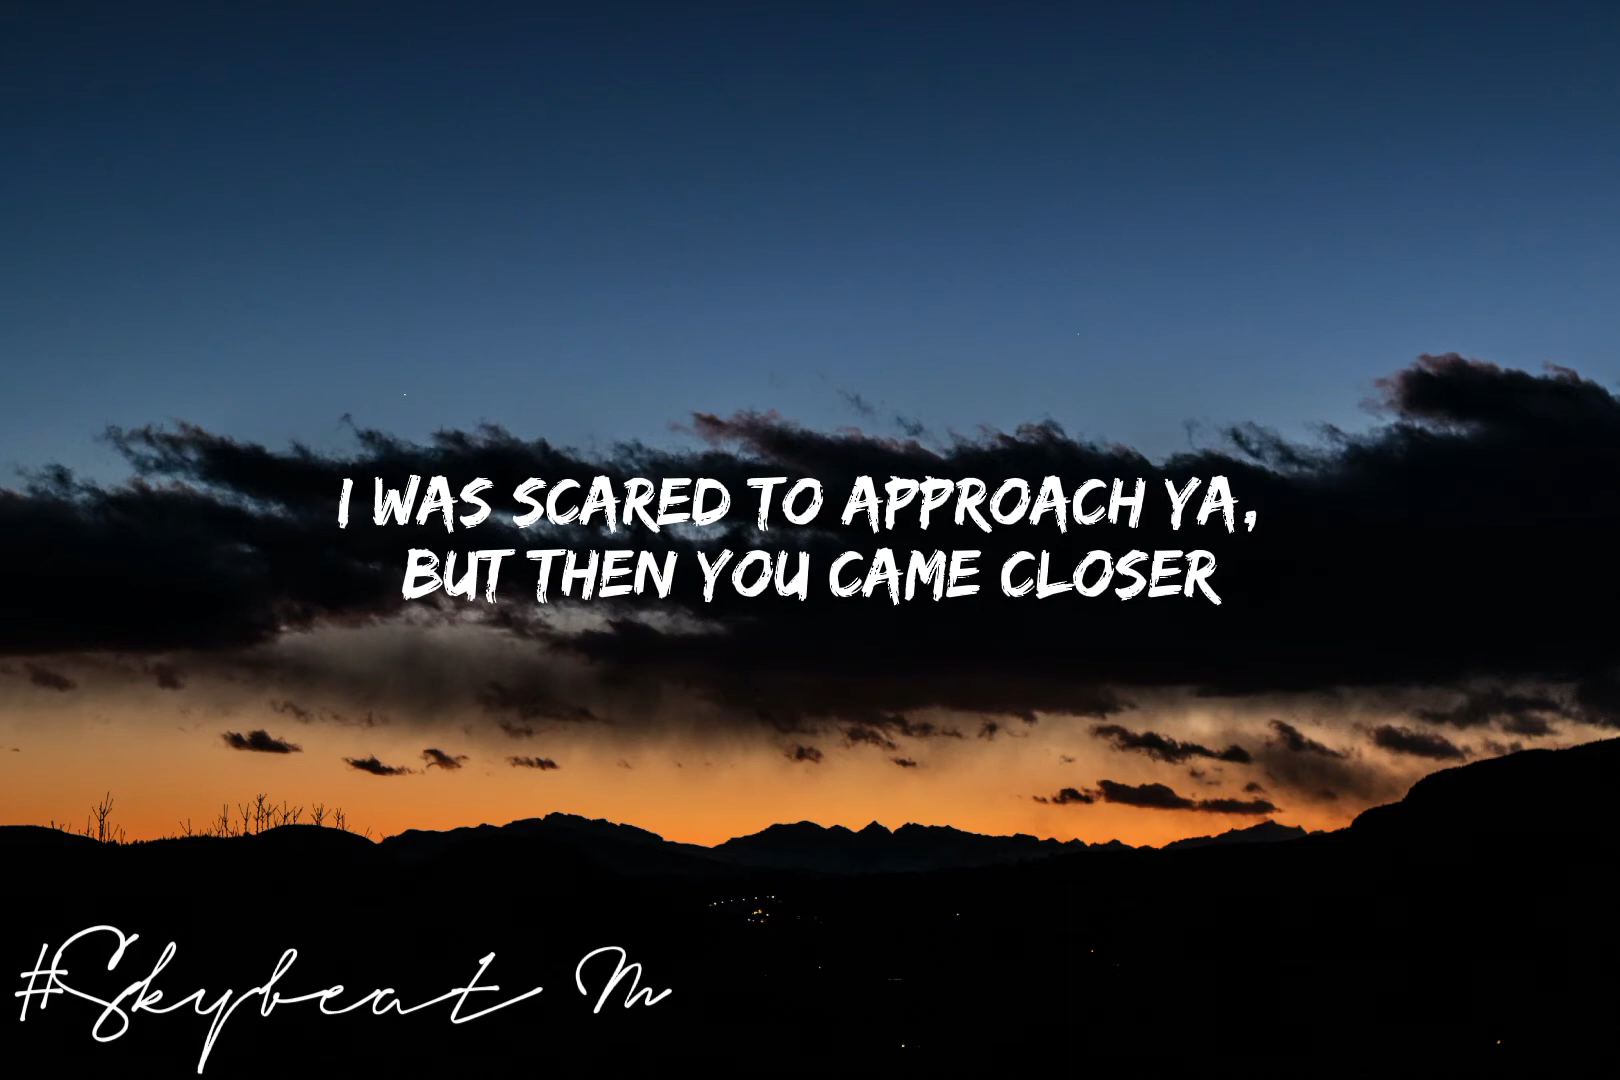 I WAS SCARED TO APPROACH YA,
BUT THEN YOU CAME CLOSER
#Skybeat M